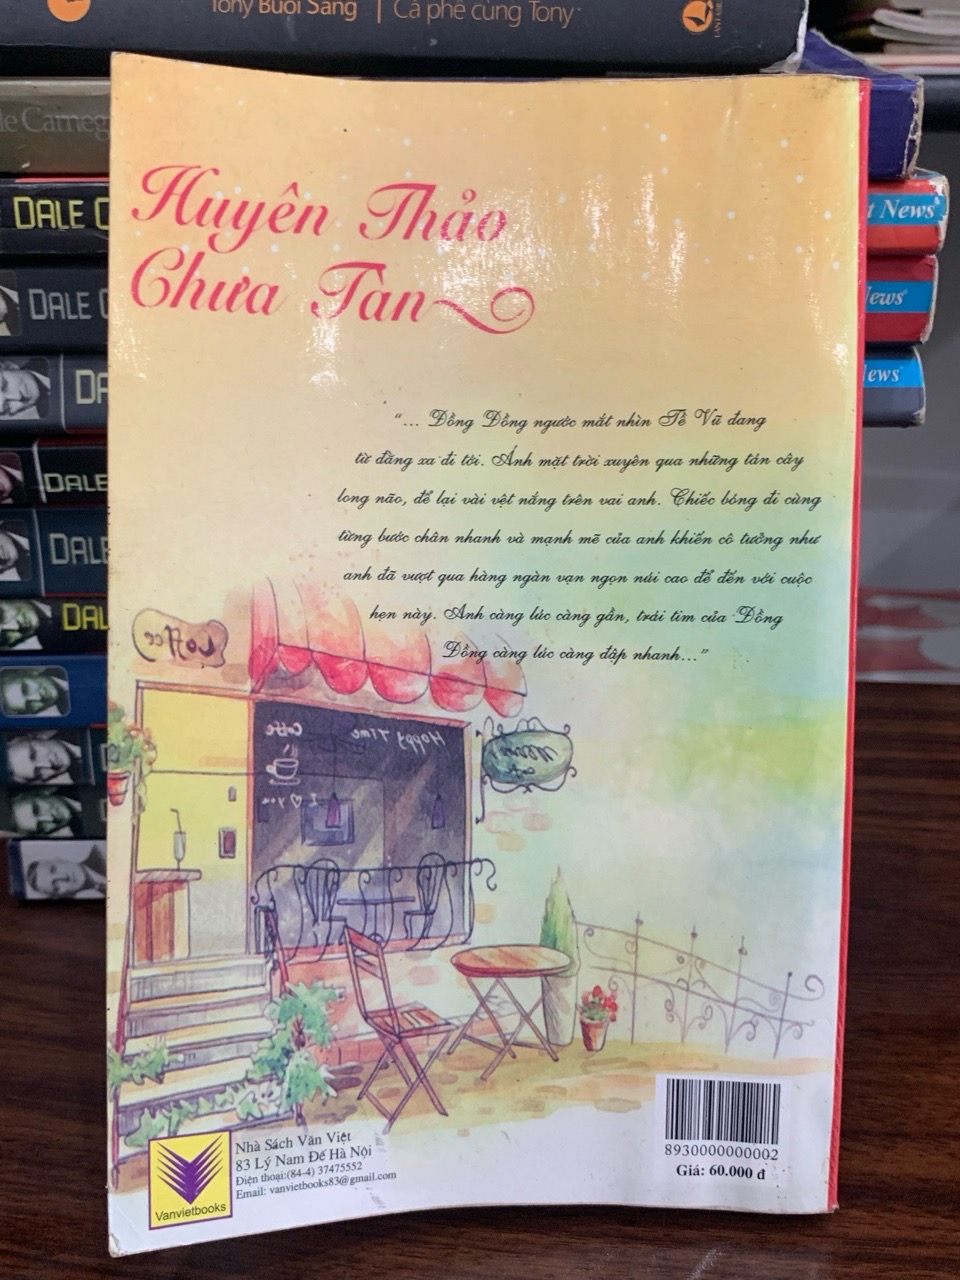 Tony Buổi Sáng | Cà phê cùng Tony
le Carneg
DALE C
t News
DALE C
News
DA
News
DALE
DALE
DAL
Huyên Thảo
Chưa Tàn
“... Đồng Đồng ngước mắt nhìn Tề Vũ đang
từ đằng xa đi tới. Ánh mặt trời xuyên qua những tán cây
long não, để lại vài vệt nắng trên vai anh. Chiếc bóng đi cùng
từng bước chân nhanh và mạnh mẽ của anh khiến cô tưởng như
anh đã vượt qua hàng ngàn vạn ngọn núi cao để đến với cuộc
hẹn này. Anh càng lúc càng gần, trái tim của Đồng
Đồng càng lúc càng đập nhanh...”
Coffee
Coffee
Happy Time
I ♡ you
Nhà Sách Văn Việt
83 Lý Nam Đế Hà Nội
Điện thoại:(84-4) 37475552
Email: vanvietbooks83@gmail.com
Vanvietbooks
8930000000002
Giá: 60.000 đ